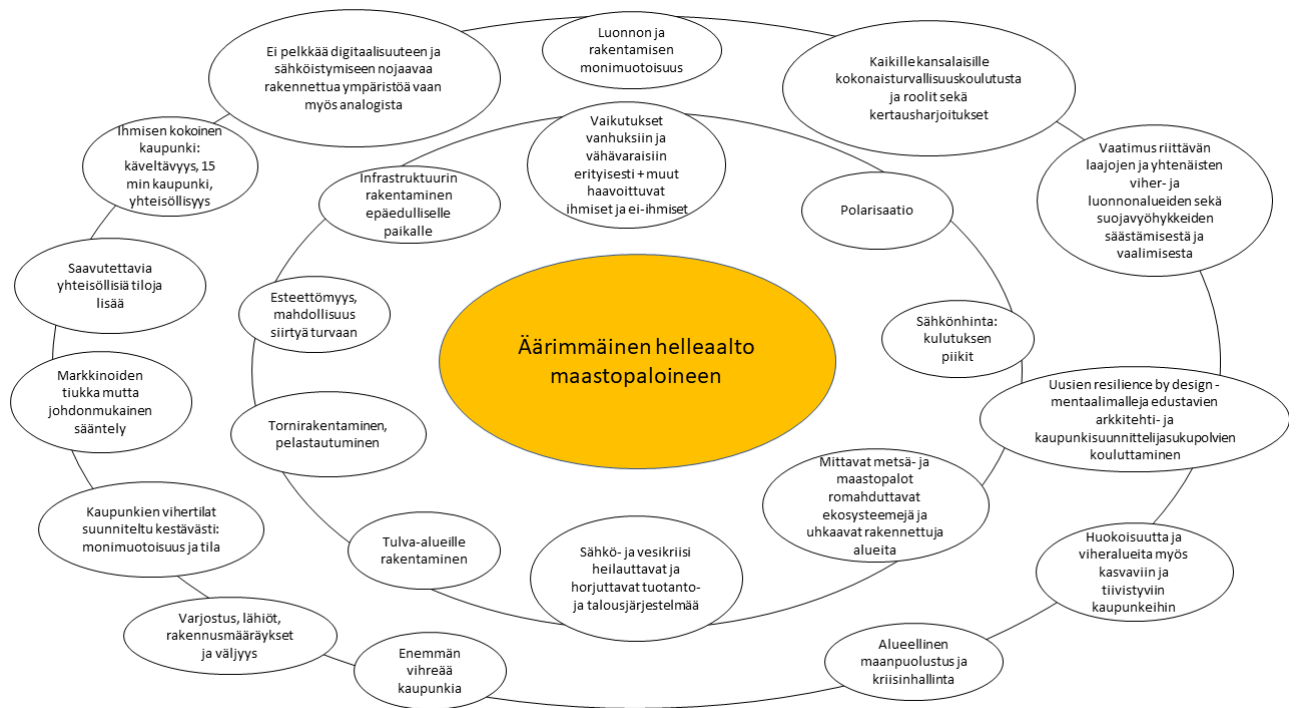 Ei pelkkää digitaalisuuteen ja
sähköistymiseen nojaavaa
rakennettua ympäristöä vaan
myös analogista
Luonnon ja
rakentamisen
monimuotoisuus
Kaikille kansalaisille
kokonaisturvallisuuskoulutusta
ja roolit sekä
kertausharjoitukset
Ihmisen kokoinen
kaupunki:
käveltävyys, 15
min kaupunki,
yhteisöllisyys
Infrastruktuurin
rakentaminen
epäedulliselle
paikalle
Vaikutukset
vanhuksiin ja
vähävaraisiin
erityisesti + muut
haavoittuvat
ihmiset ja ei-ihmiset
Polarisaatio
Vaatimus riittävän
laajojen ja yhtenäisten
viher- ja
luonnonalueiden sekä
suojavyöhykkeiden
säästämisestä ja
vaalimisesta
Saavutettavia
yhteisöllisiä tiloja
lisää
Esteettömyys,
mahdollisuus
siirtyä turvaan
Äärimmäinen helleaalto
maastopaloineen
Sähkönhinta:
kulutuksen
piikit
Markkinoiden
tiukka mutta
johdonmukainen
sääntely
Tornirakentaminen,
pelastautuminen
Uusien resilience by design -
mentaalimalleja edustavien
arkkitehti- ja
kaupunkisuunnittelijasukupolvien
kouluttaminen
Kaupunkien vihertilat
suunniteltu kestävästi:
monimuotoisuus ja tila
Tulva-alueille
rakentaminen
Sähkö- ja vesikriisi
heilauttavat ja
horjuttavat tuotanto-
ja talousjärjestelmää
Mittavat metsä- ja
maastopalot
romahduttavat
ekosysteemejä ja
uhkaavat rakennettuja
alueita
Huokoisuutta ja
viheralueita myös
kasvaviin ja
tiivistyviin
kaupunkeihin
Varjostus, lähiöt,
rakennusmääräykset
ja väljyys
Enemmän
vihreää
kaupunkia
Alueellinen
maanpuolustus ja
kriisinhallinta